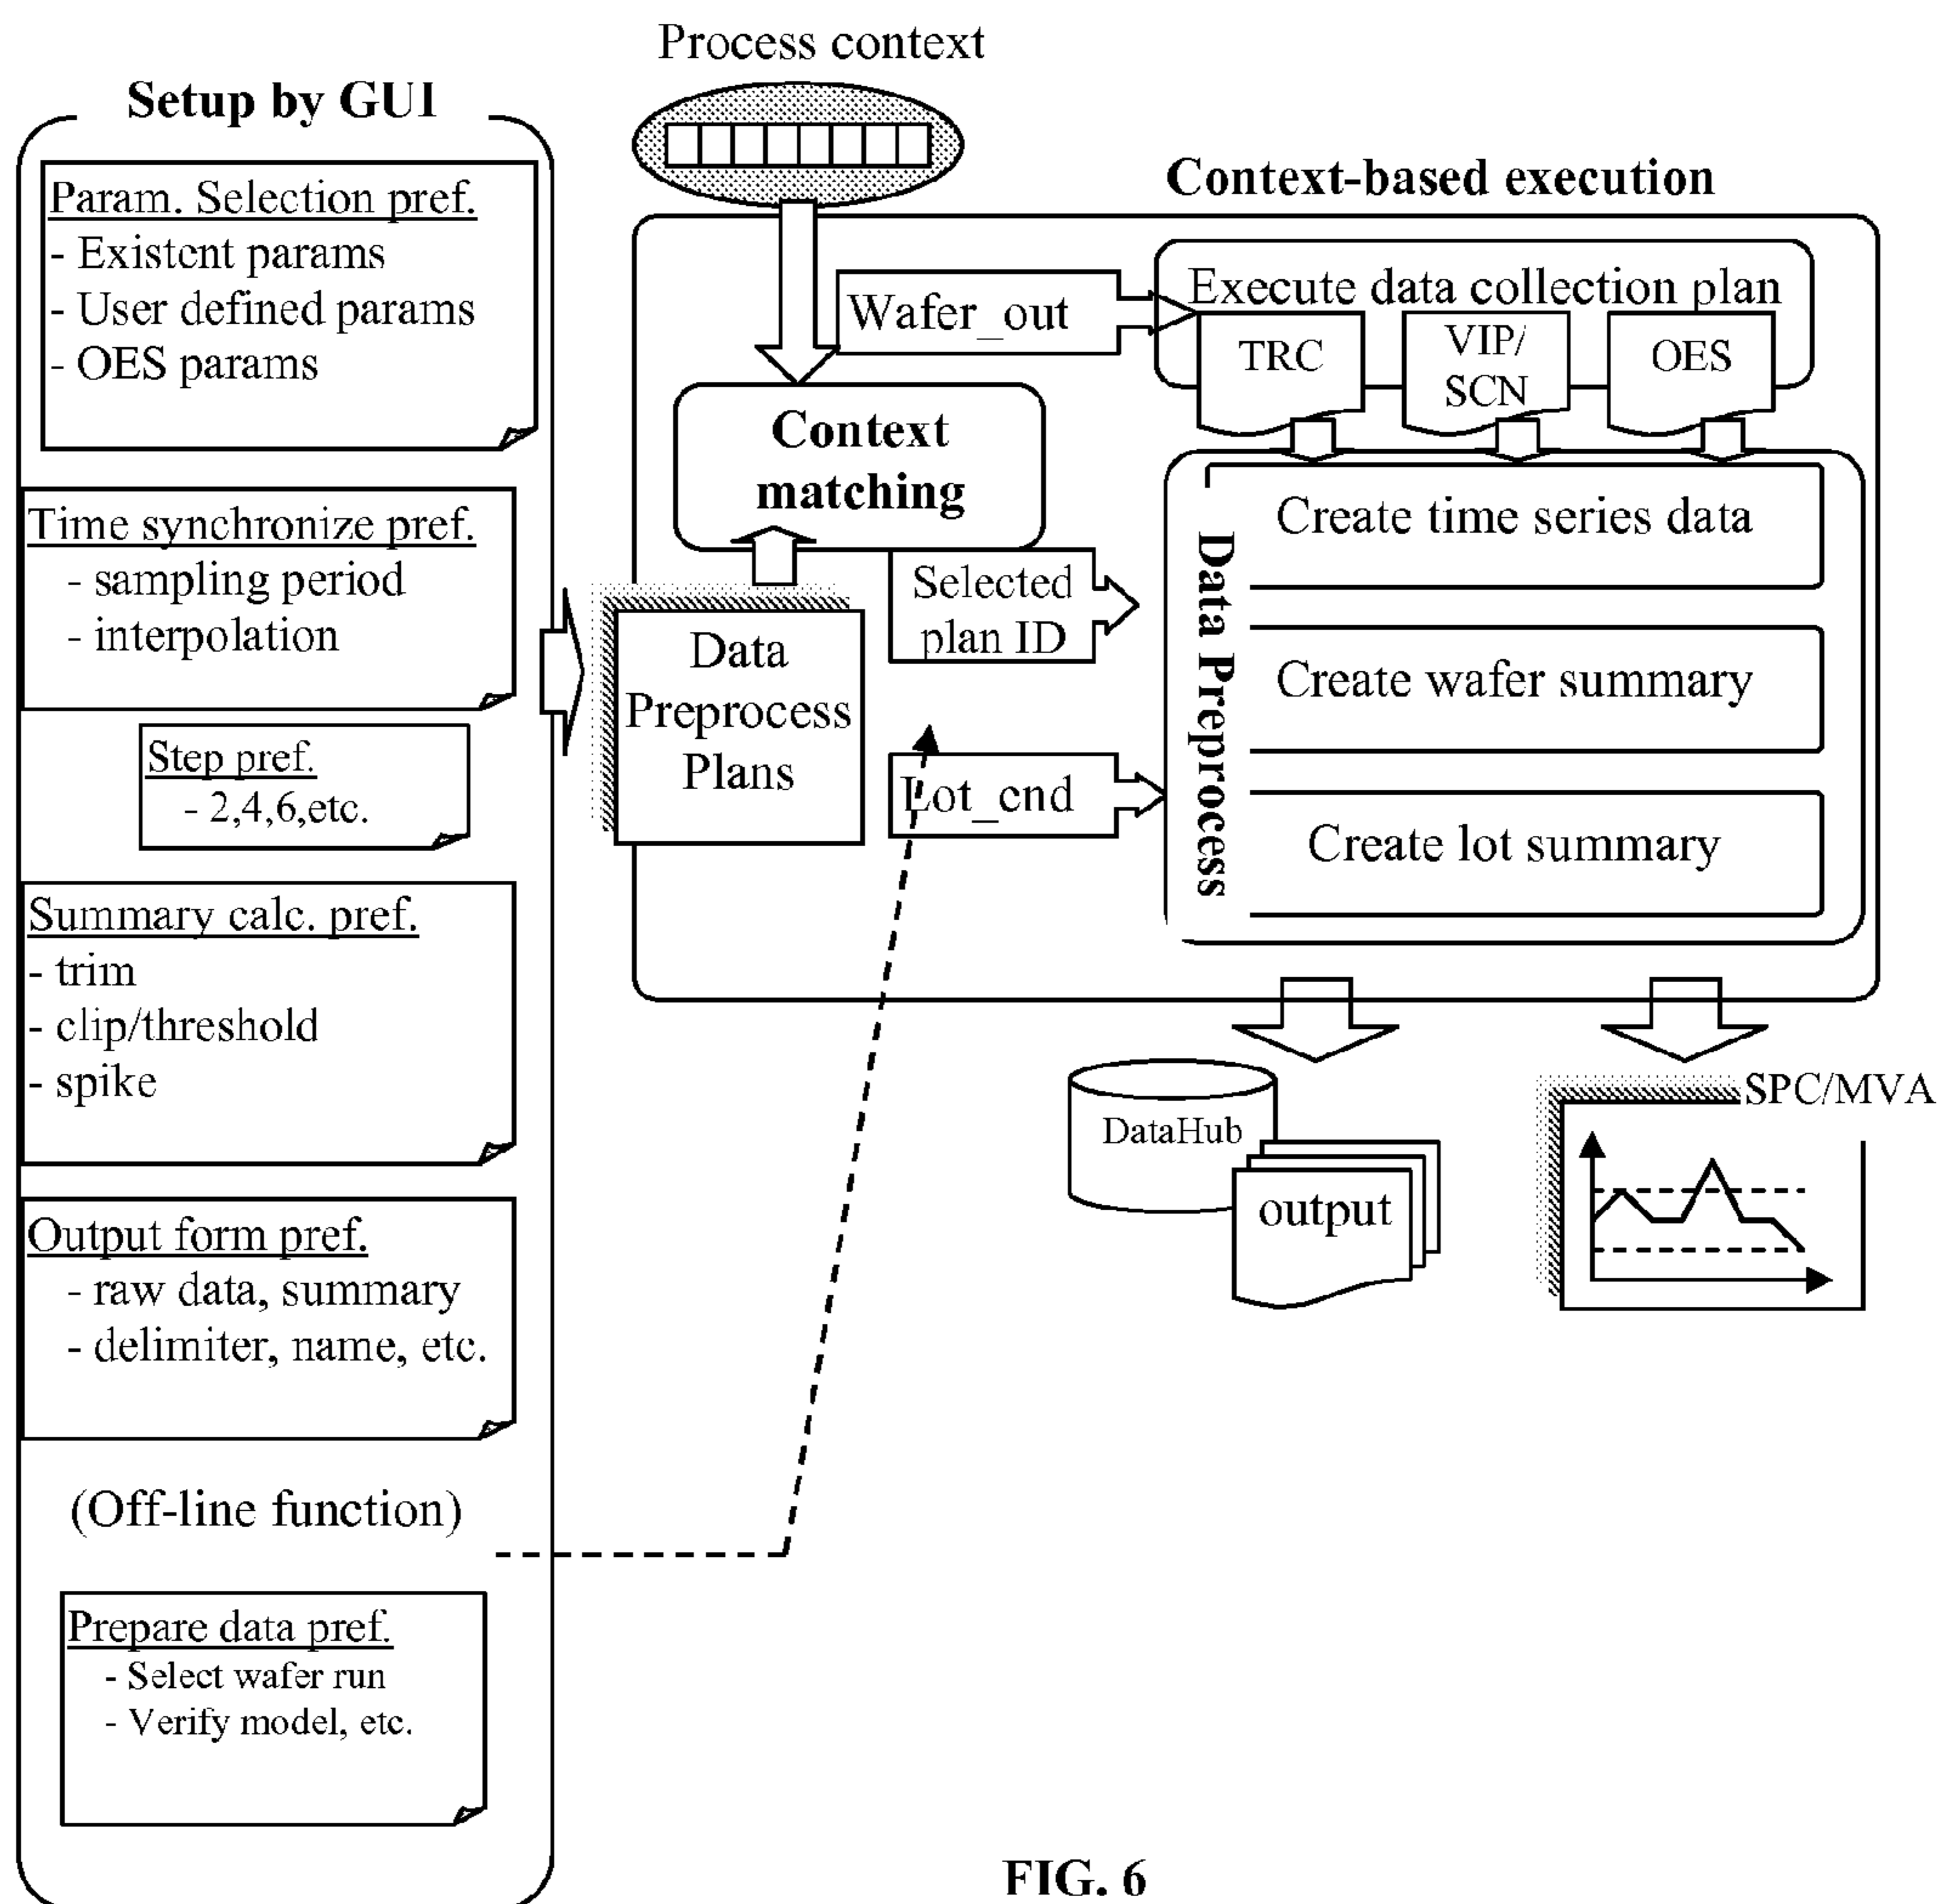 Process context
Setup by GUI
Param. Selection pref.
- Existent params
- User defined params
- OES params
Time synchronize pref.
- sampling period
- interpolation
Step pref.
- 2,4,6,etc.
Summary calc. pref.
- trim
- clip/threshold
- spike
Output form pref.
- raw data, summary
- delimiter, name, etc.
(Off-line function)
Prepare data pref.
- Select wafer run
- Verify model, etc.
Context-based execution
Wafer_out
Execute data collection plan
TRC
VIP/
SCN
OES
Context
matching
Selected
plan ID
Data
Preprocess
Plans
Lot_end
Data Preprocess
Create time series data
Create wafer summary
Create lot summary
DataHub
output
SPC/MVA
FIG. 6